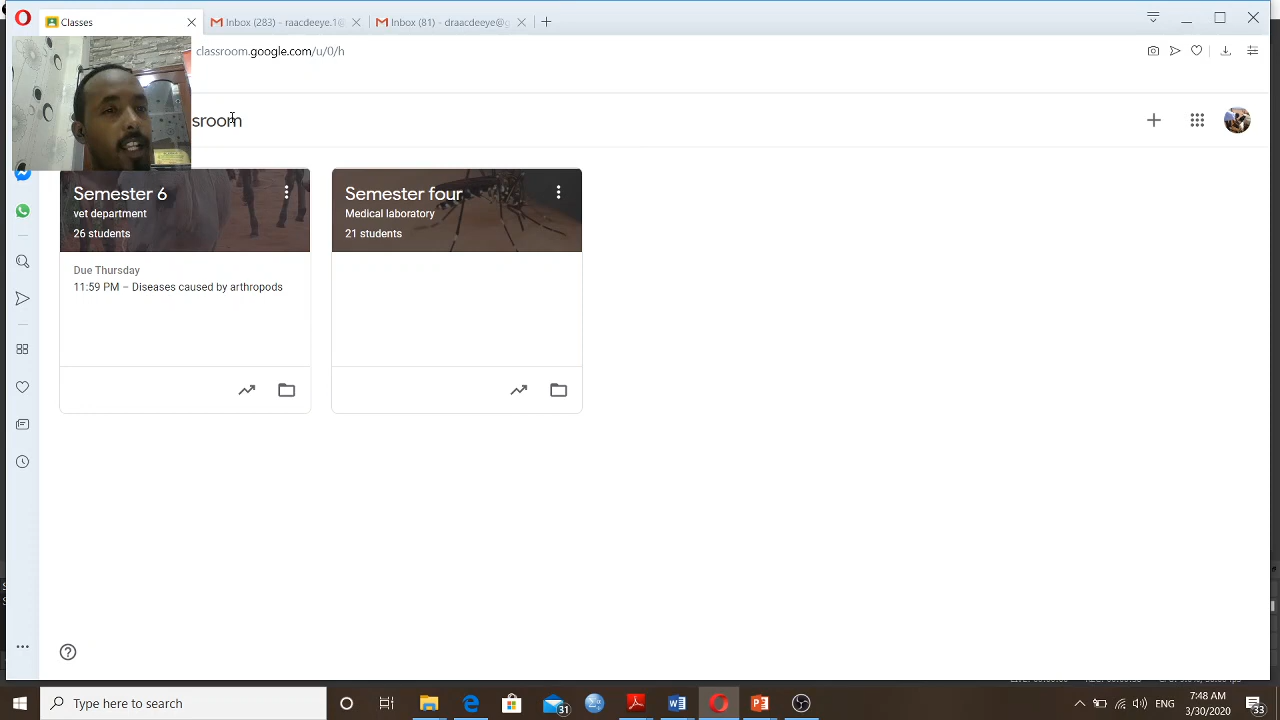 Classes
Inbox (283) – raacdeeye.1@
Inbox (81) – draacdeeye@g
classroom.google.com/u/0/h
sroom
Semester 6
vet department
26 students
Semester four
Medical laboratory
21 students
Due Thursday
11:59 PM – Diseases caused by arthropods
Type here to search
31
ENG
7:48 AM
3/30/2020
33